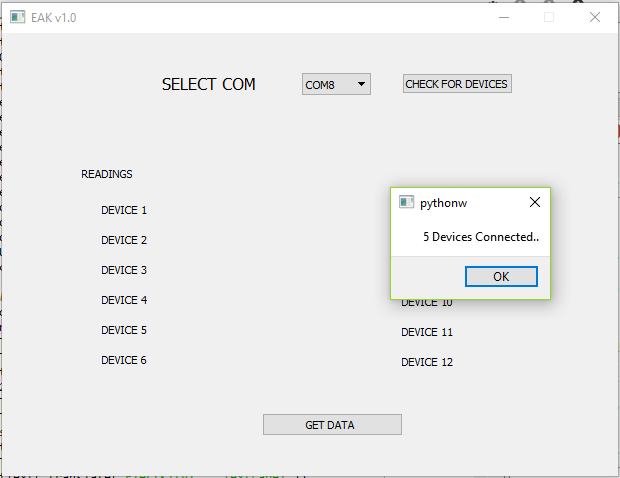 EAK v1.0
SELECT COM
COM8
CHECK FOR DEVICES
READINGS
DEVICE 1
DEVICE 2
DEVICE 3
DEVICE 4
DEVICE 5
DEVICE 6
pythonw
5 Devices Connected..
OK
DEVICE 10
DEVICE 11
DEVICE 12
GET DATA